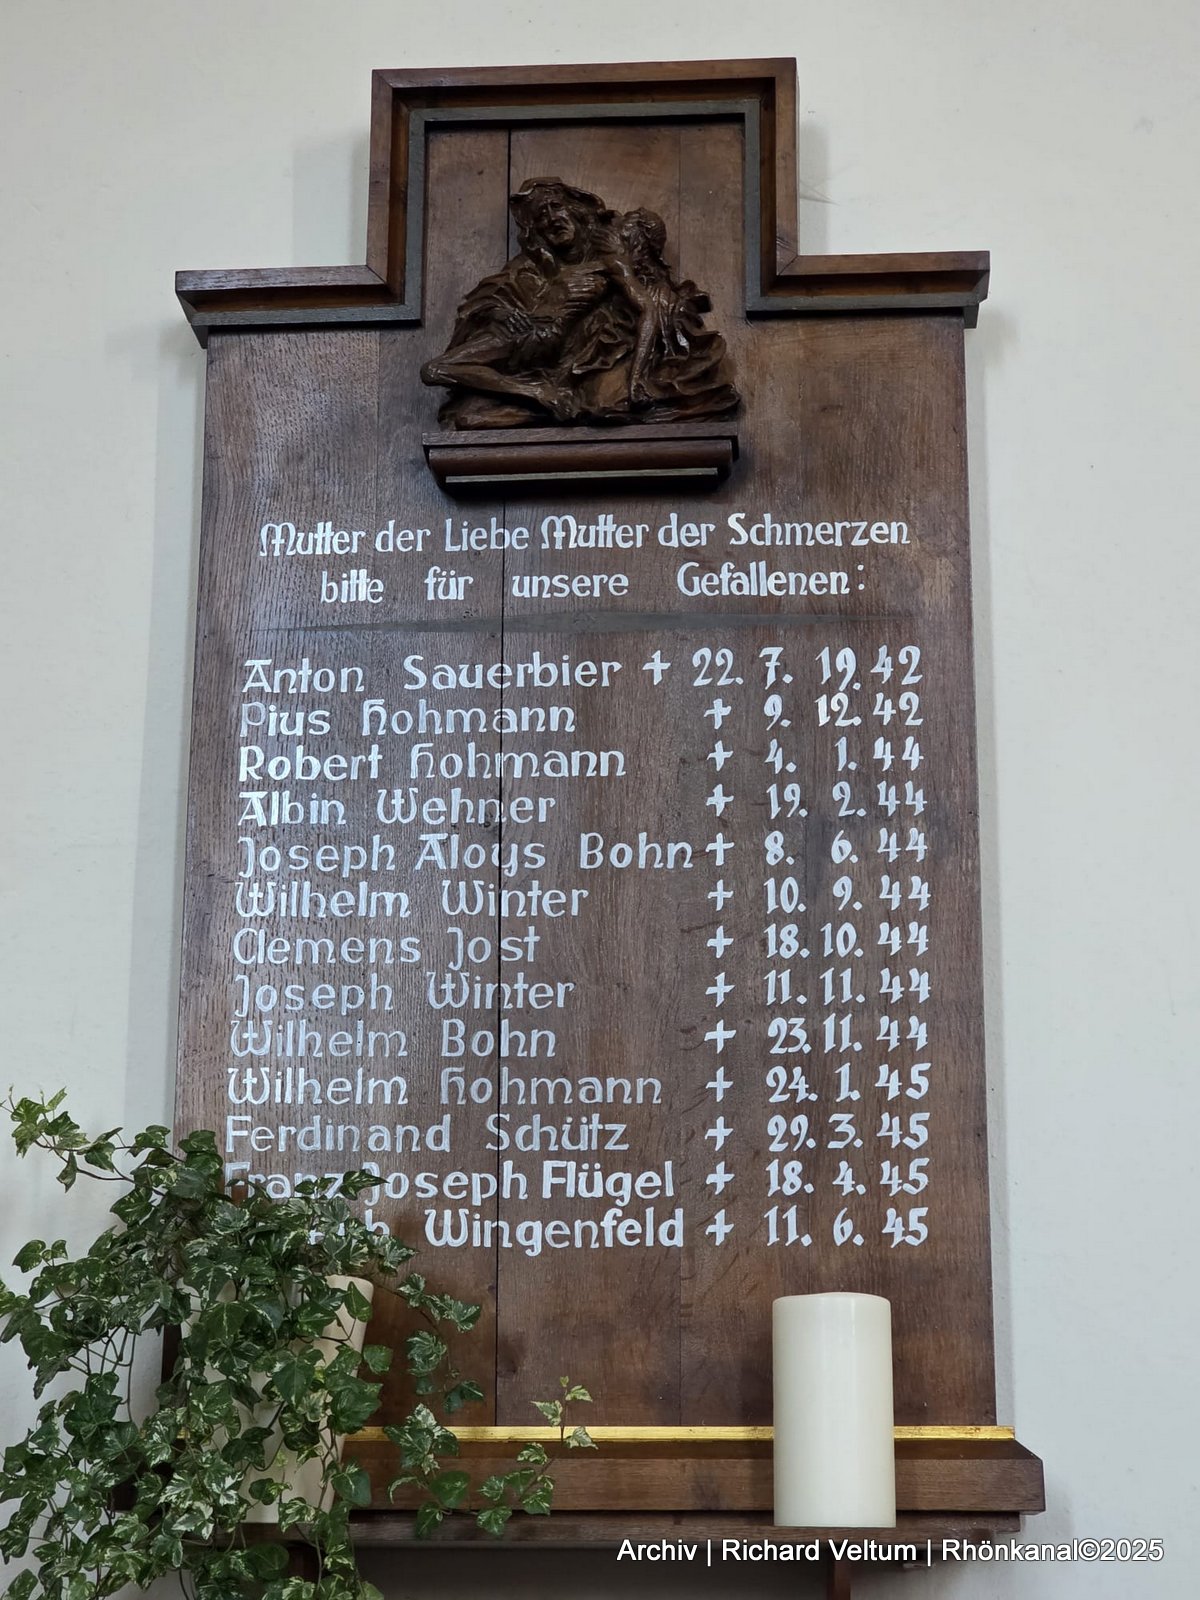 Mutter der Liebe Mutter der Schmerzen
bitte für unsere Gefallenen:
Anton Sauerbier + 22. 7. 19.42
Pius Hohmann + 9. 12. 42
Robert Hohmann + 4. 1. 44
Albin Wehner + 19. 2. 44
Joseph Aloys Bohn + 8. 6. 44
Wilhelm Winter + 10. 9. 44
Clemens Jost + 18. 10. 44
Joseph Winter + 11. 11. 44
Wilhelm Bohn + 23. 11. 44
Wilhelm Hohmann + 24. 1. 45
Ferdinand Schütz + 29. 3. 45
Franz Joseph Flügel + 18. 4. 45
Wingenfeld + 11. 6. 45
Archiv | Richard Veltum | Rhönkanal©2025